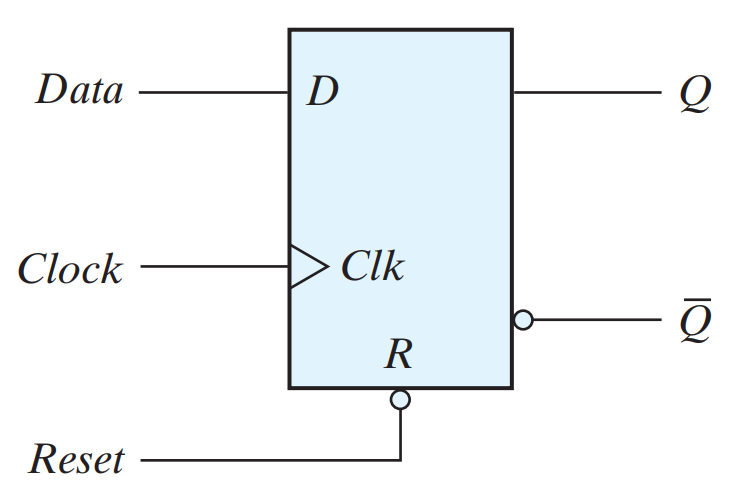 Data D Q
Clock Clk
Q̅
R
Reset